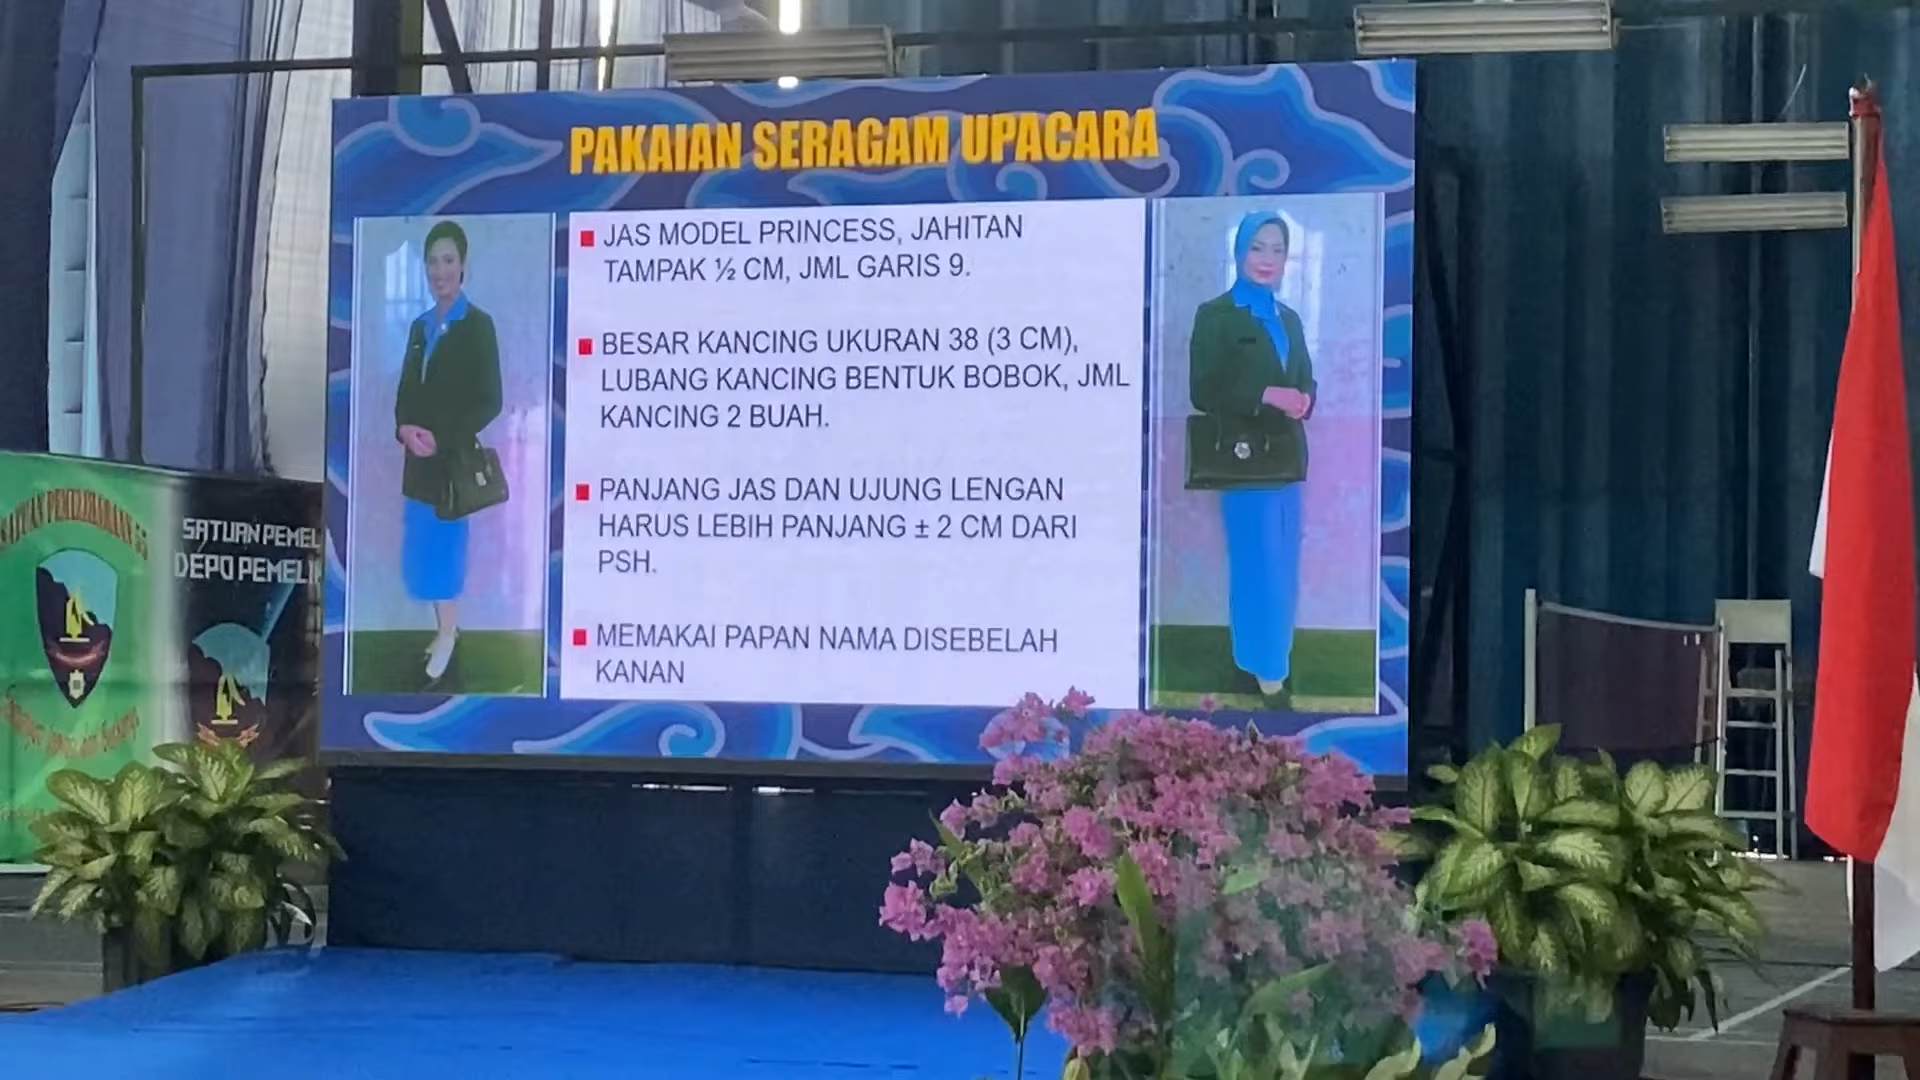 PAKAIAN SERAGAM UPACARA
JAS MODEL PRINCESS, JAHITAN
TAMPAK ½ CM, JML GARIS 9.
BESAR KANCING UKURAN 38 (3 CM),
LUBANG KANCING BENTUK BOBOK, JML
KANCING 2 BUAH.
PANJANG JAS DAN UJUNG LENGAN
HARUS LEBIH PANJANG ± 2 CM DARI
PSH.
MEMAKAI PAPAN NAMA DISEBELAH
KANAN
SATUAN PEMEL
DEPO PEMELI